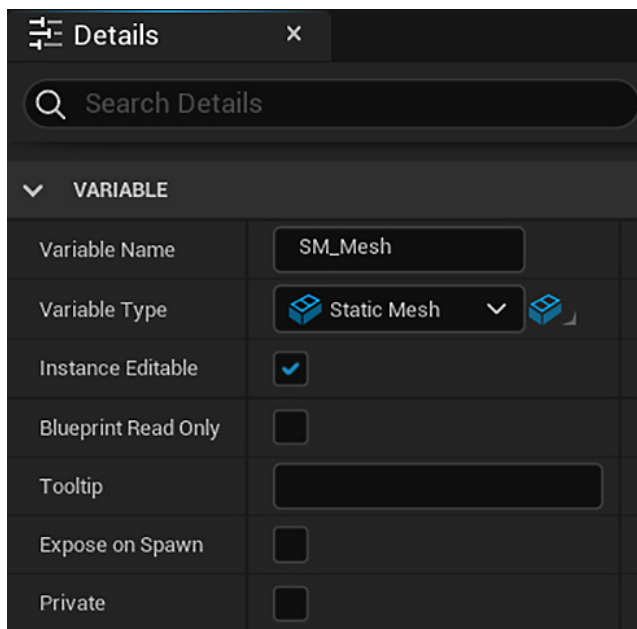 Details
Search Details
VARIABLE
Variable Name SM_Mesh
Variable Type Static Mesh
Instance Editable
Blueprint Read Only
Tooltip
Expose on Spawn
Private